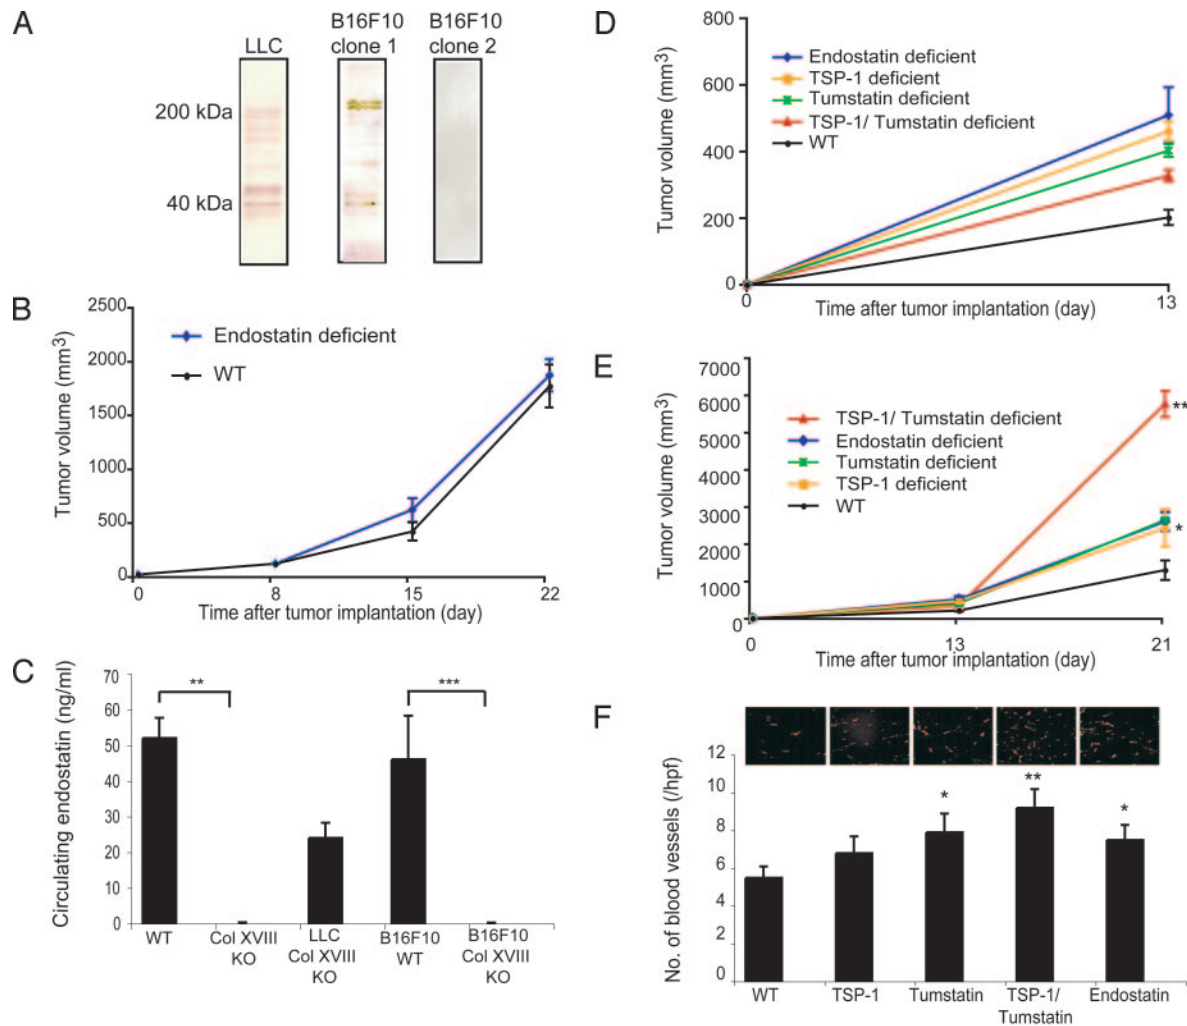 A
LLC
B16F10
clone 1
B16F10
clone 2
200 kDa
40 kDa
B
Tumor volume (mm3)
2500
2000
1500
1000
500
0
Endostatin deficient
WT
0
8
15
22
Time after tumor implantation (day)
C
Circulating endostatin (ng/ml)
70
60
50
40
30
20
10
0
**
***
WT
Col XVIII
KO
LLC
Col XVIII
KO
B16F10
WT
B16F10
Col XVIII
KO
D
Tumor volume (mm3)
800
600
400
200
0
Endostatin deficient
TSP-1 deficient
Tumstatin deficient
TSP-1/ Tumstatin deficient
WT
0
13
Time after tumor implantation (day)
E
Tumor volume (mm3)
7000
6000
5000
4000
3000
2000
1000
0
TSP-1/ Tumstatin deficient
Endostatin deficient
Tumstatin deficient
TSP-1 deficient
WT
**
*
0
13
21
Time after tumor implantation (day)
F
No. of blood vessels (/hpf)
12
10
8
6
4
2
0
*
**
*
WT
TSP-1
Tumstatin
TSP-1/
Tumstatin
Endostatin